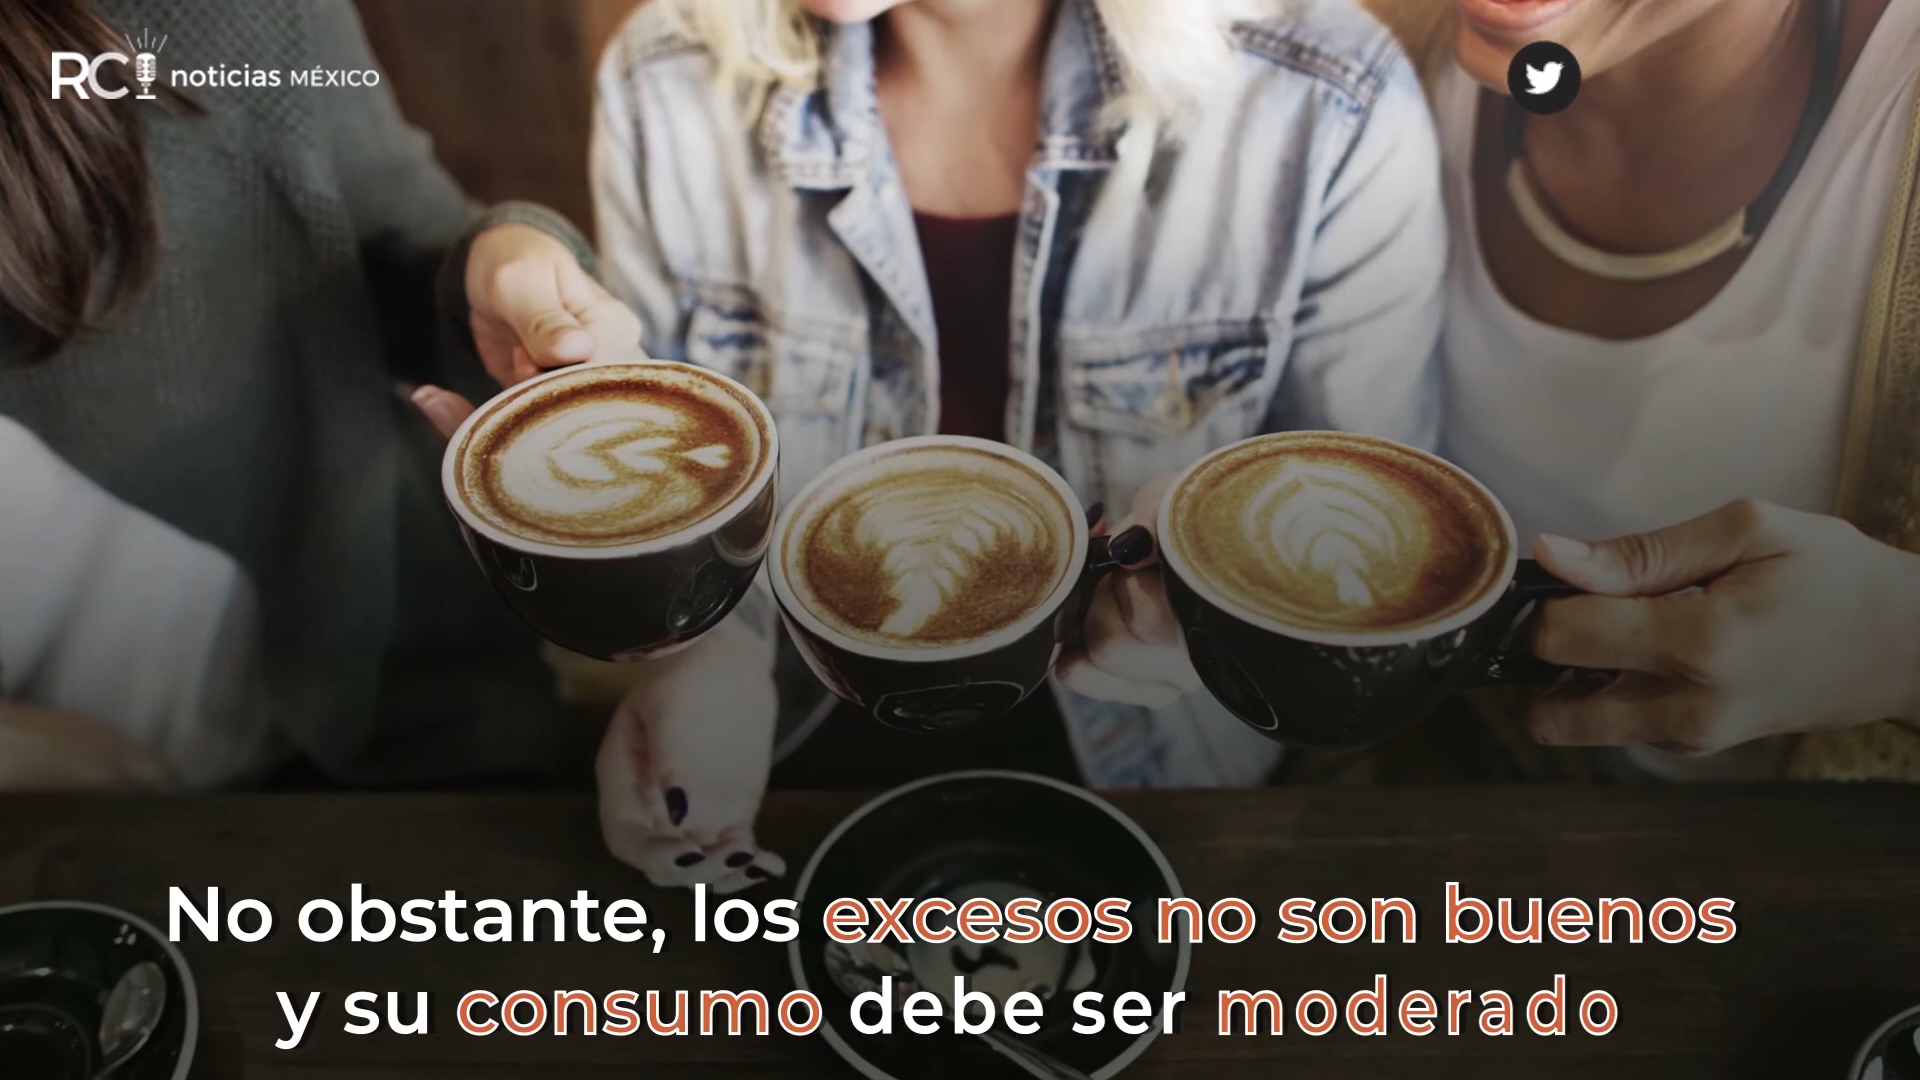 RC noticias MÉXICO
No obstante, los excesos no son buenos
y su consumo debe ser moderado